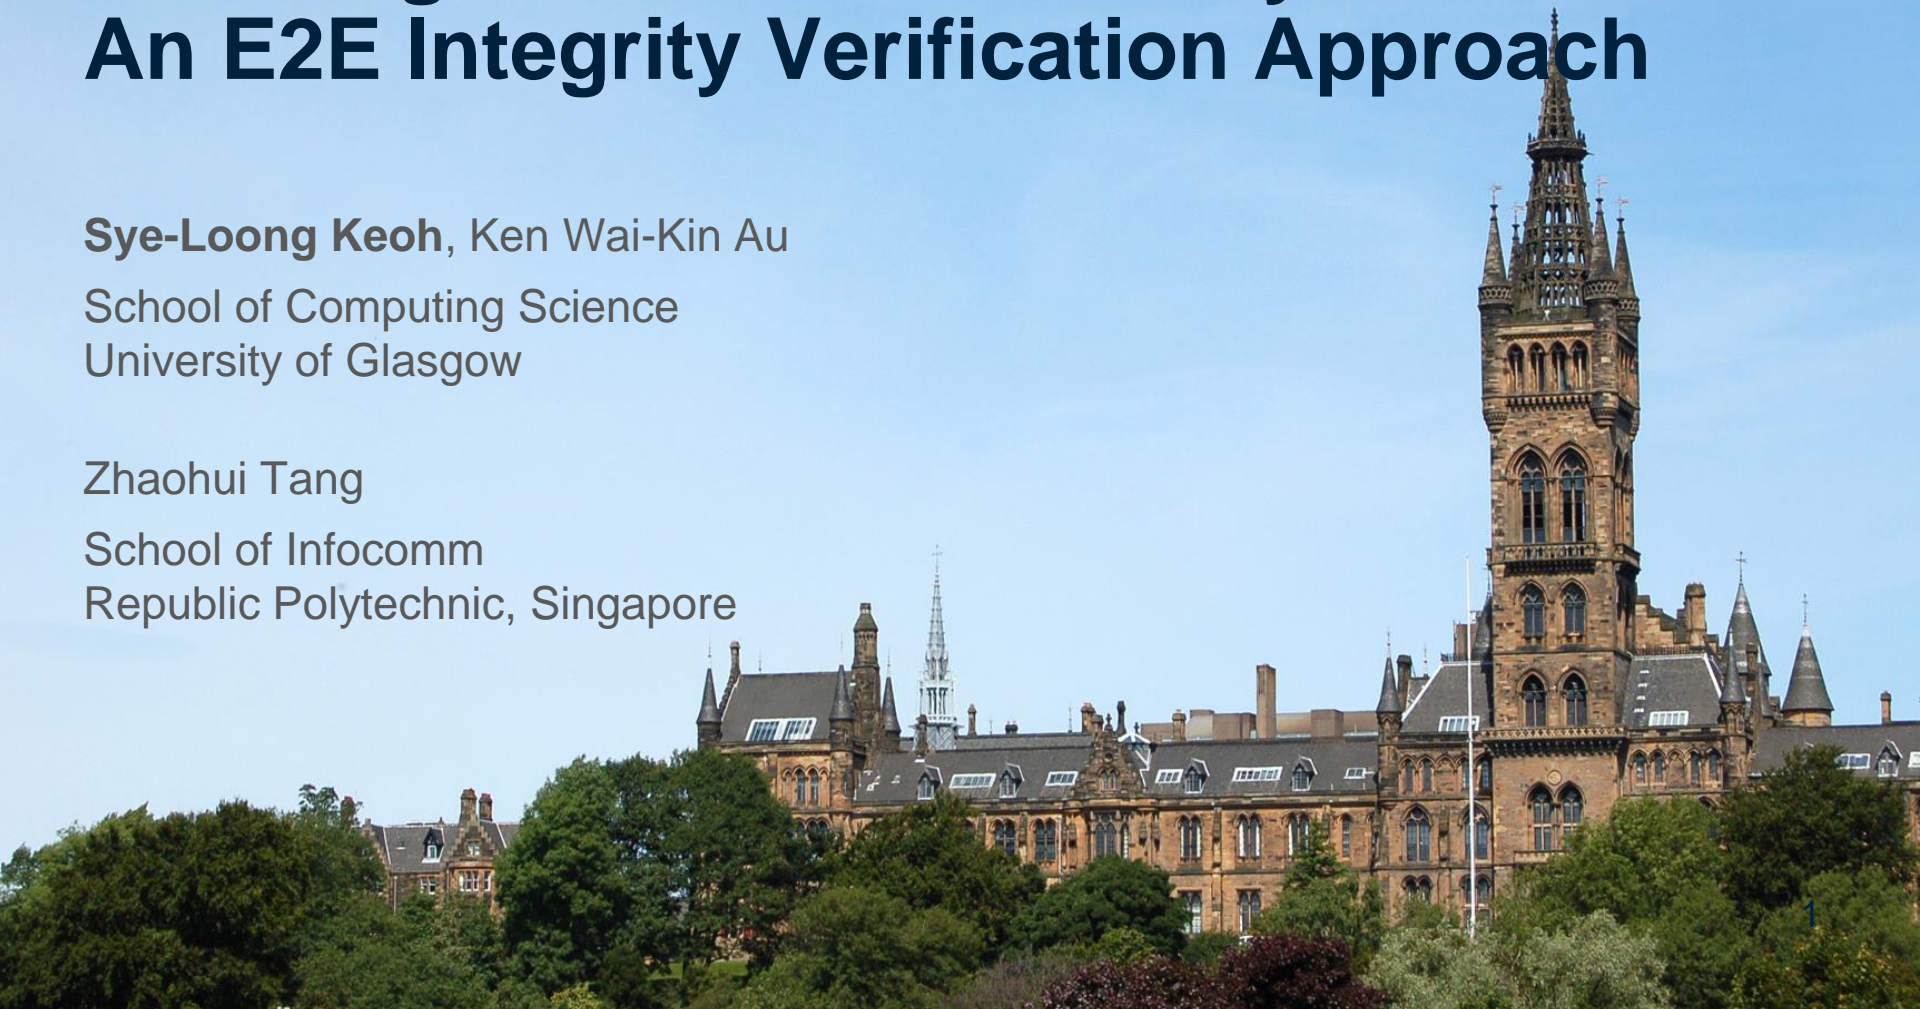 An E2E Integrity Verification Approach
Sye-Loong Keoh, Ken Wai-Kin Au
School of Computing Science
University of Glasgow
Zhaohui Tang
School of Infocomm
Republic Polytechnic, Singapore
1